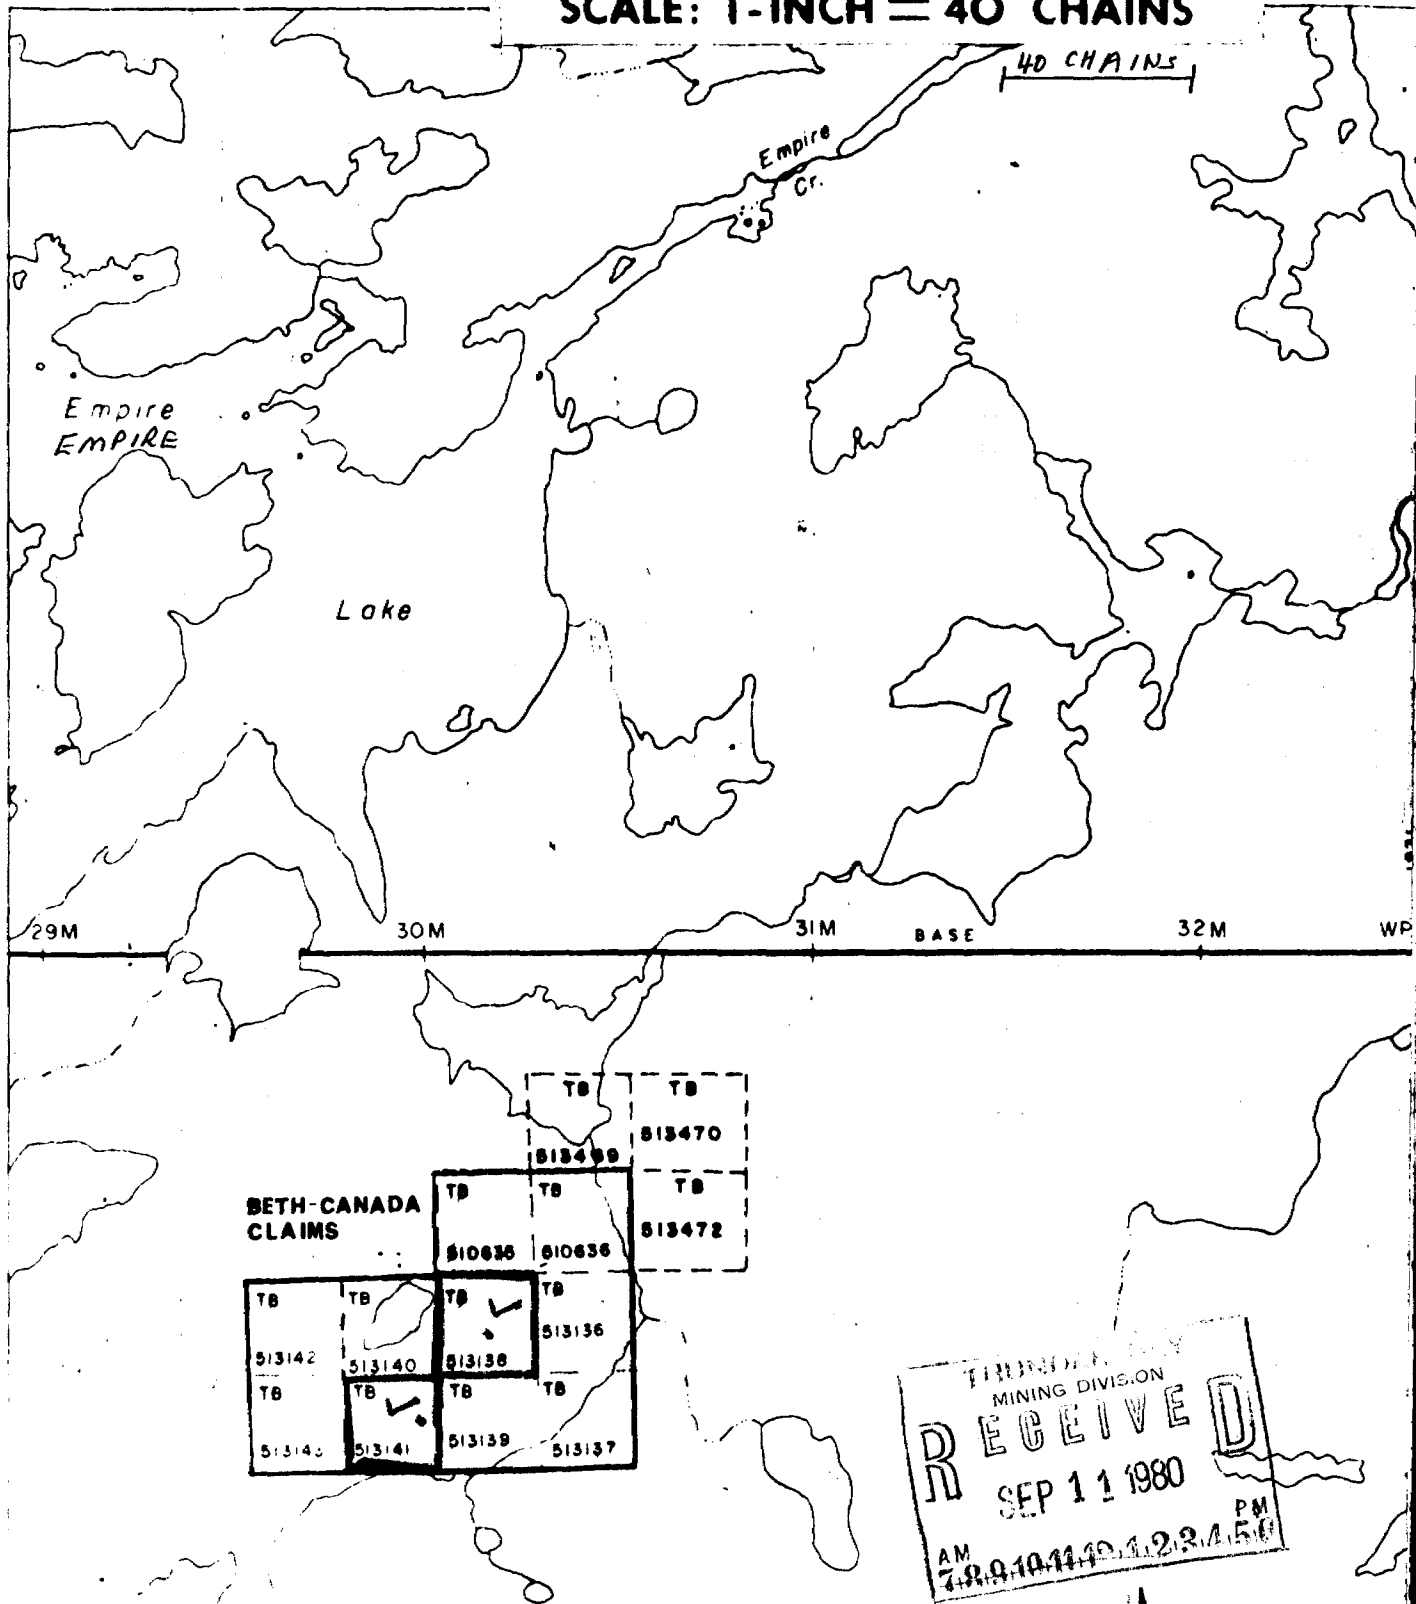 SCALE: 1-INCH = 40 CHAINS
40 CHAINS
Empire
Cr.
Empire
EMPIRE
Lake
29M
30M
31M
BASE
32M
TB
TB
513470
BETH-CANADA
CLAIMS
TB
TB
TB
510635
510636
513472
TB
TB
TB
TB
513136
513142
513140
513138
TB
TB
TB
TB
513141
513139
513137
THUNDER BAY
MINING DIVISION
RECEIVED
SEP 11 1980
AM
PM
7,8,9,10,11,12,1,2,3,4,5,6